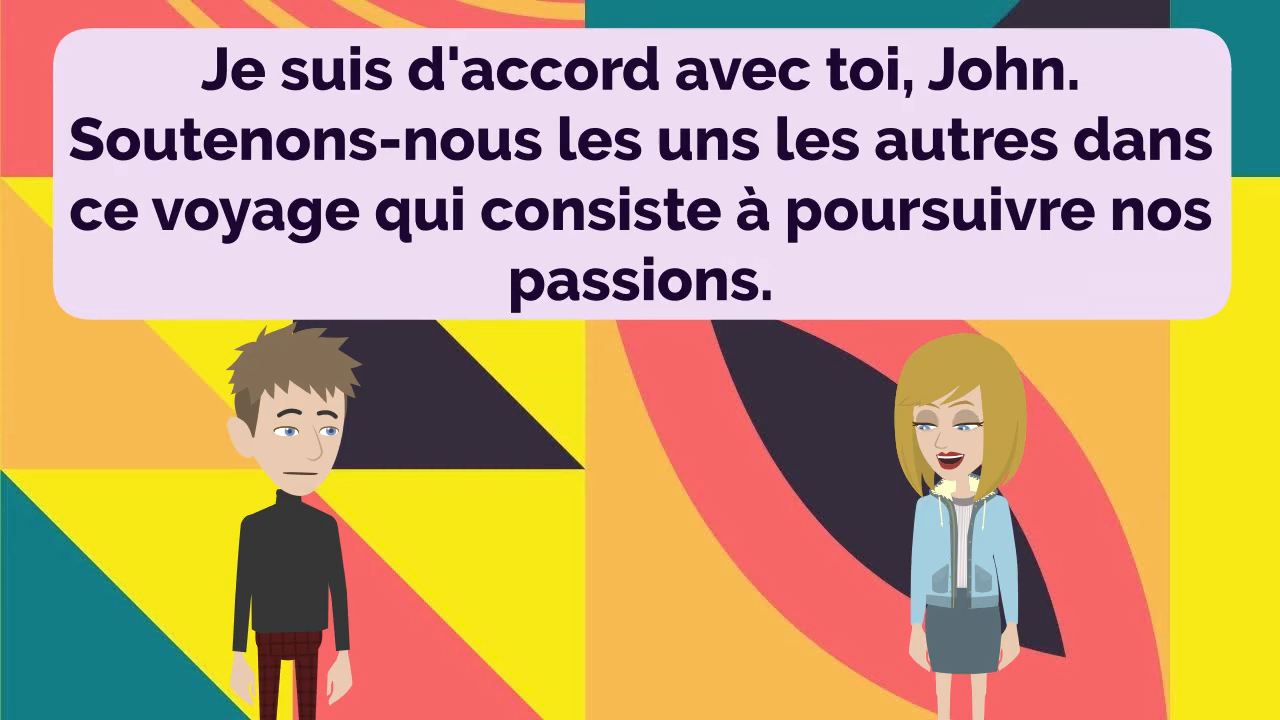 Je suis d'accord avec toi, John.
Soutenons-nous les uns les autres dans
ce voyage qui consiste à poursuivre nos
passions.